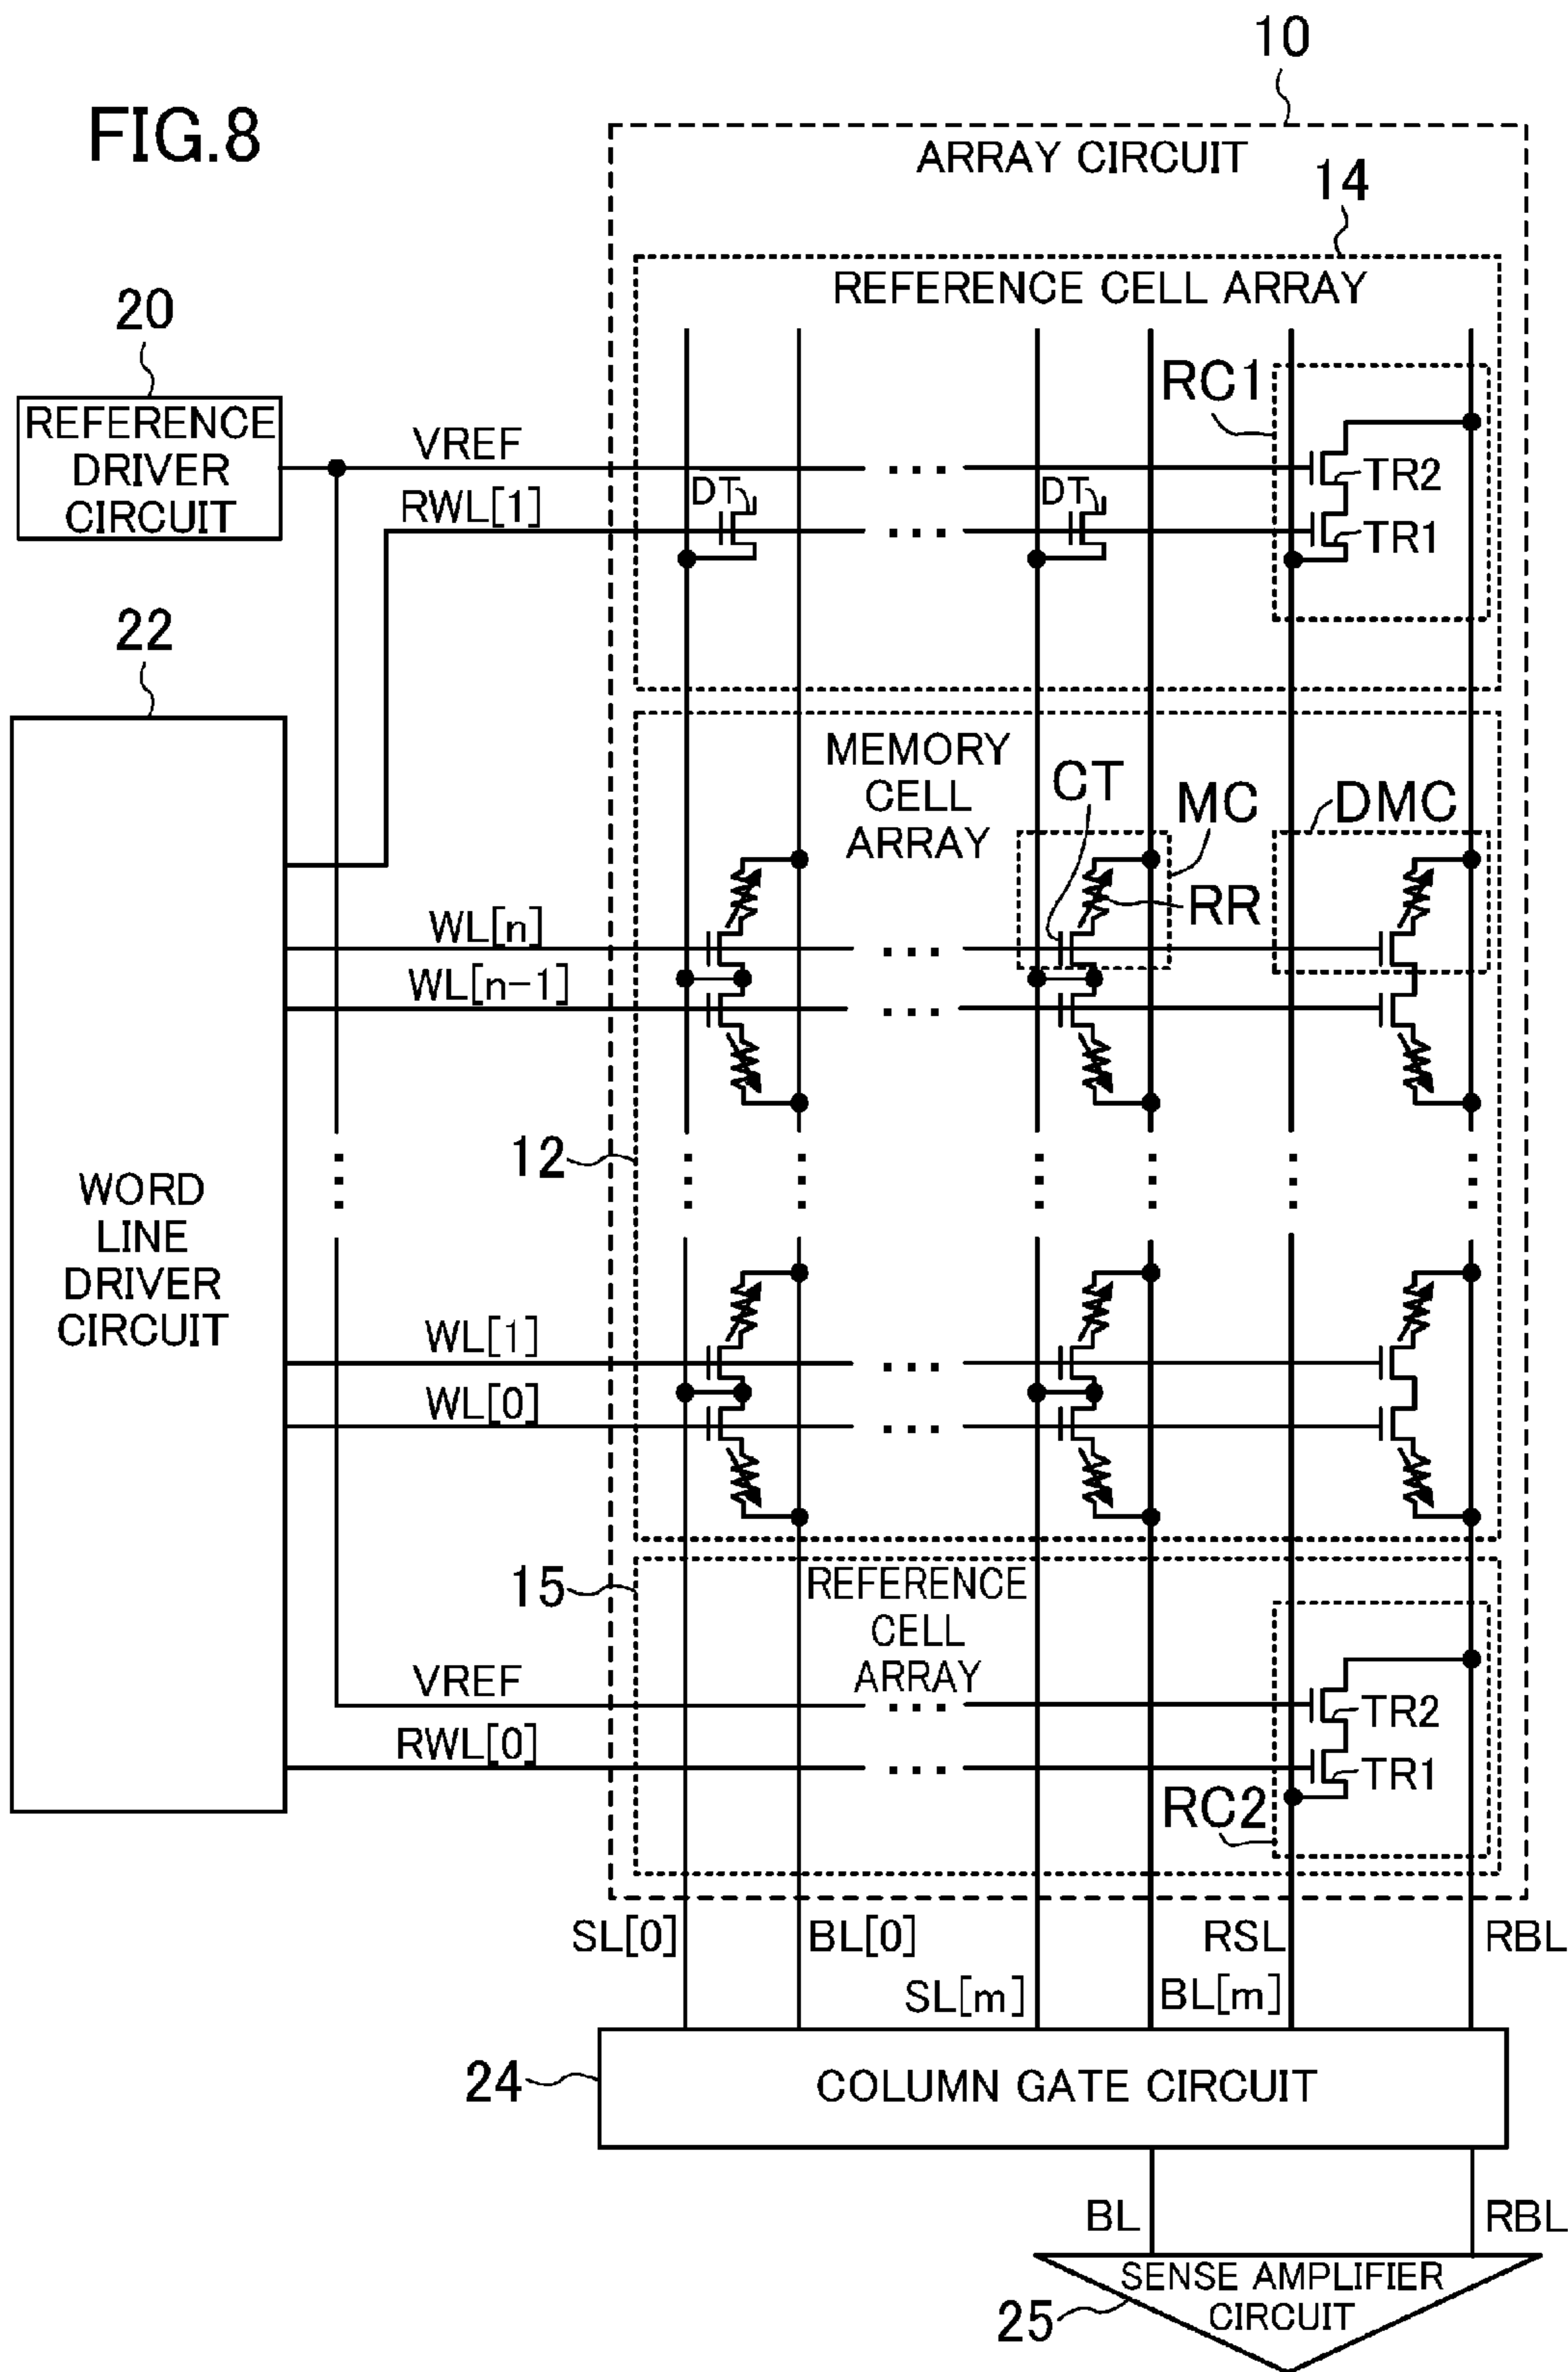 FIG.8
10
ARRAY CIRCUIT
14
REFERENCE CELL ARRAY
20
REFERENCE
DRIVER
CIRCUIT
VREF
RWL[1]
DT
DT
RC1
TR2
TR1
22
WORD
LINE
DRIVER
CIRCUIT
MEMORY
CELL
ARRAY
CT
MC
DMC
RR
WL[n]
WL[n-1]
12
WL[1]
WL[0]
15
REFERENCE
CELL
ARRAY
VREF
RWL[0]
TR2
TR1
RC2
SL[0]
BL[0]
SL[m]
BL[m]
RSL
RBL
24
COLUMN GATE CIRCUIT
BL
RBL
SENSE AMPLIFIER
CIRCUIT
25